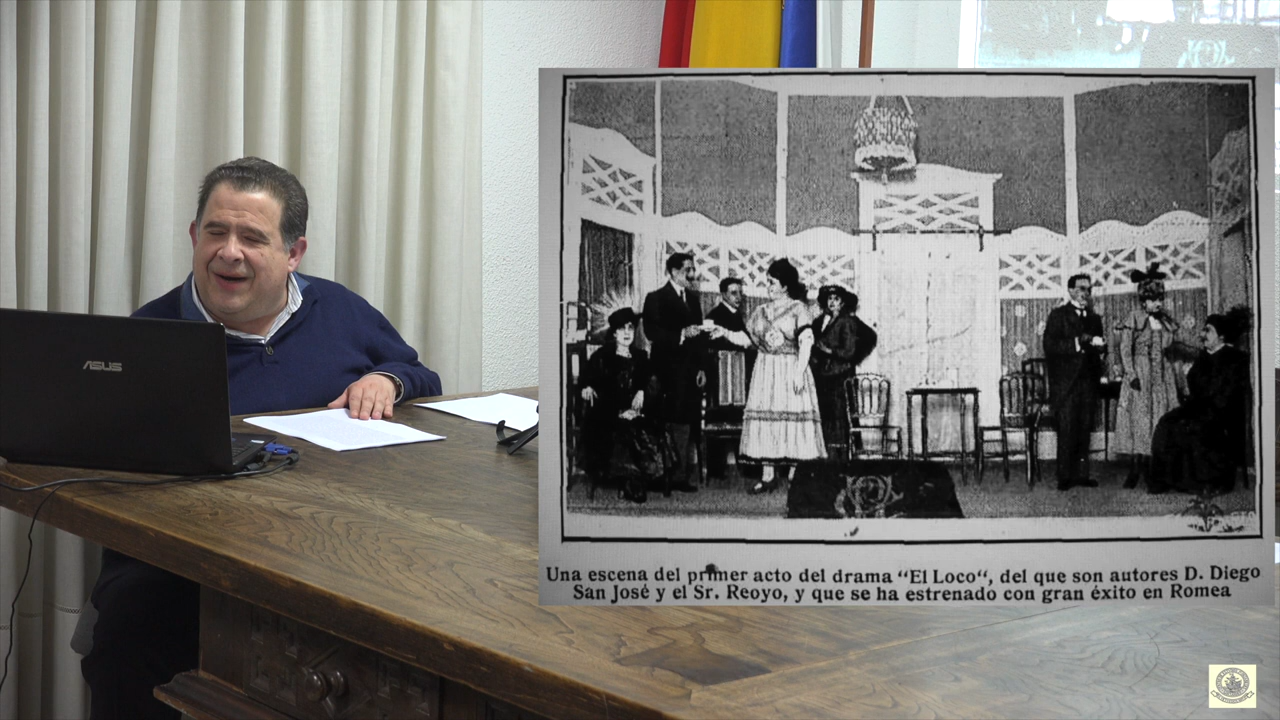 ASUS
Una escena del primer acto del drama “El Loco“, del que son autores D. Diego
San José y el Sr. Reoyo, y que se ha estrenado con gran éxito en Romea